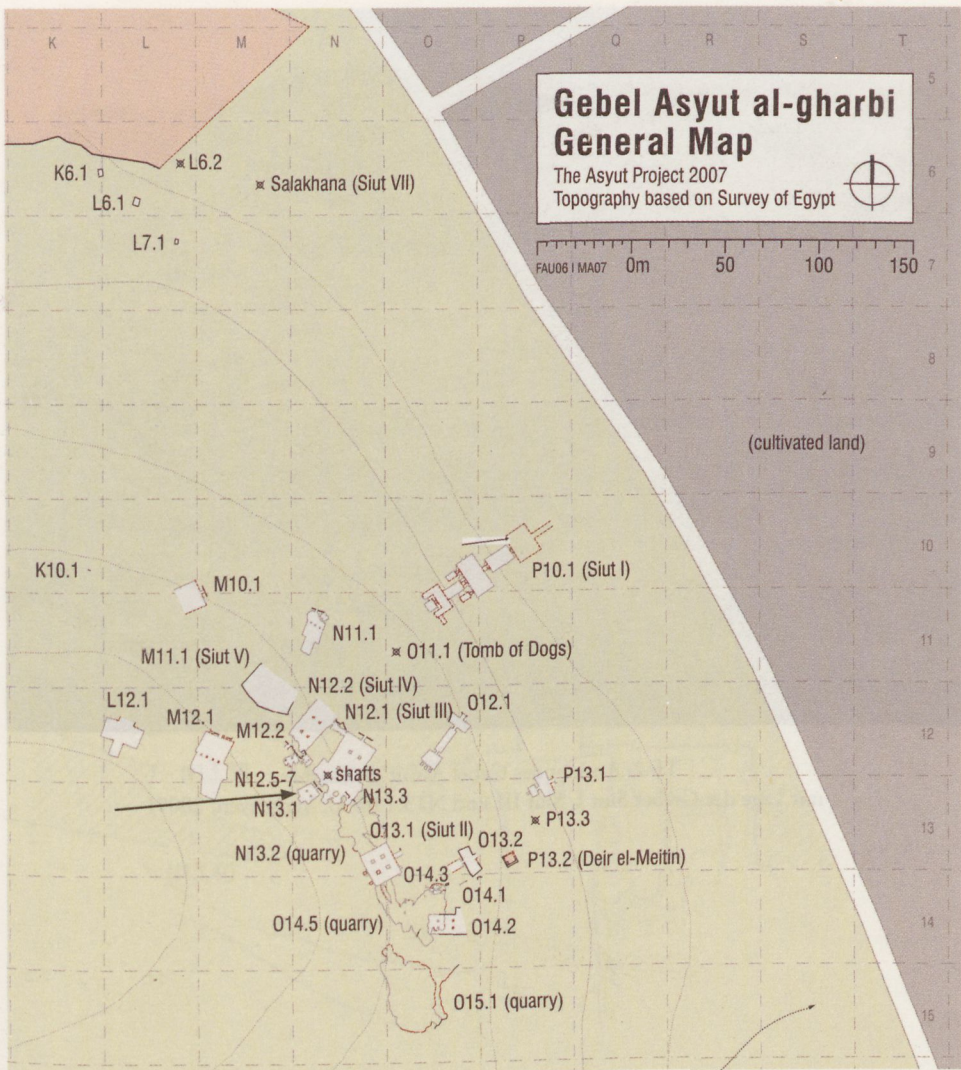 K L M N O P Q R S T
5
Gebel Asyut al-gharbi
General Map
The Asyut Project 2007
Topography based on Survey of Egypt
FAU06 I MA07 0m 50 100 150
L6.2
K6.1
Salakhana (Siut VII)
6
L6.1
L7.1
7
8
(cultivated land)
9
10
K10.1
P10.1 (Siut I)
M10.1
N11.1
11
O11.1 (Tomb of Dogs)
M11.1 (Siut V)
N12.2 (Siut IV)
L12.1
O12.1
N12.1 (Siut III)
M12.1
M12.2
12
shafts
N12.5-7
P13.1
N13.1
N13.3
P13.3
O13.1 (Siut II)
13
O13.2
N13.2 (quarry)
P13.2 (Deir el-Meitin)
O14.3
O14.1
O14.5 (quarry)
O14.2
14
O15.1 (quarry)
15